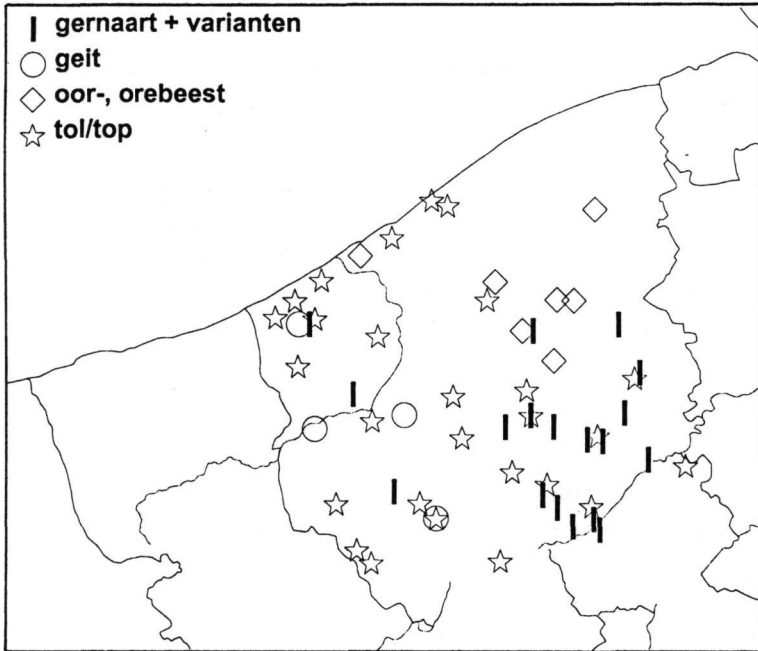 gernaart + varianten
geit
oor-, orebeest
tol/top